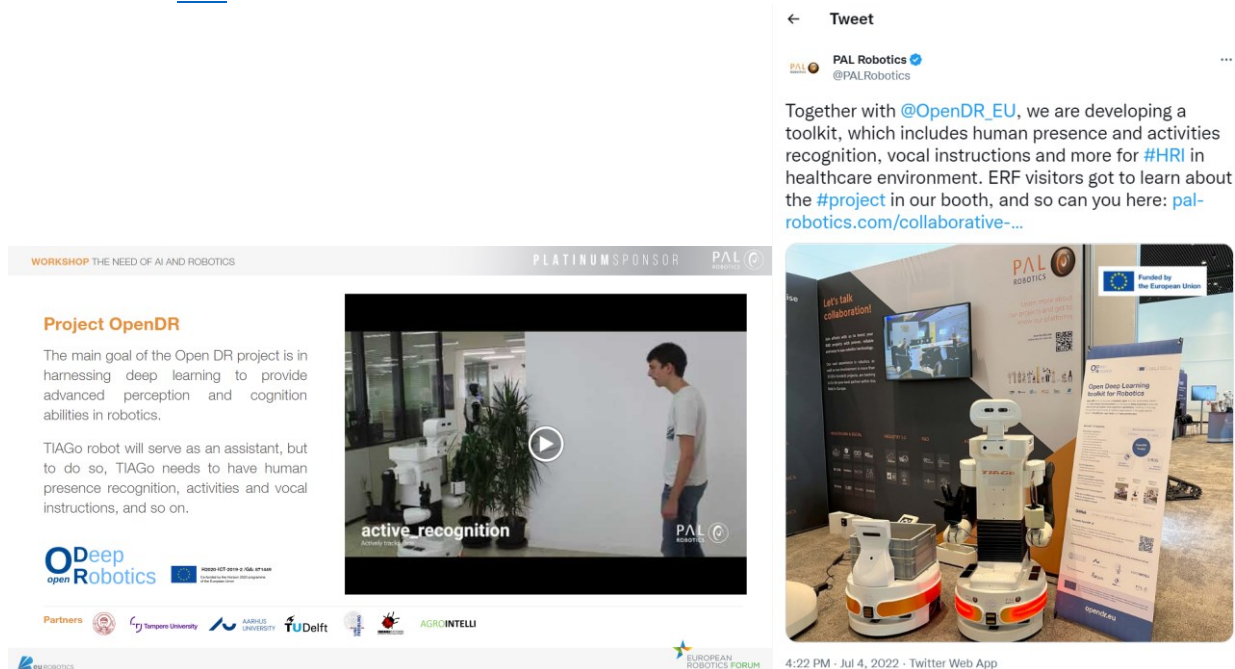 WORKSHOP THE NEED OF AI AND ROBOTICS
PLATINUMSPONSOR
PAL
ROBOTICS
Project OpenDR
The main goal of the Open DR project is in
harnessing deep learning to provide
advanced perception and cognition
abilities in robotics.
TIAGo robot will serve as an assistant, but
to do so, TIAGo needs to have human
presence recognition, activities and vocal
instructions, and so on.
active_recognition
PAL
ROBOTICS
open Deep Robotics
Partners
Tampere University
AARHUS
UNIVERSITY
TUDelft
AGROINTELLI
eu ROBOTICS
EUROPEAN
ROBOTICS FORUM
Tweet
PAL Robotics
@PALRobotics
Together with @OpenDR_EU, we are developing a
toolkit, which includes human presence and activities
recognition, vocal instructions and more for #HRI in
healthcare environment. ERF visitors got to learn about
the #project in our booth, and so can you here: pal-
robotics.com/collaborative-...
PAL
ROBOTICS
Funded by
the European Union
Let's talk
collaboration!
Open Deep Learning
toolkit for Robotics
TIAGo
opendr.eu
4:22 PM · Jul 4, 2022 · Twitter Web App